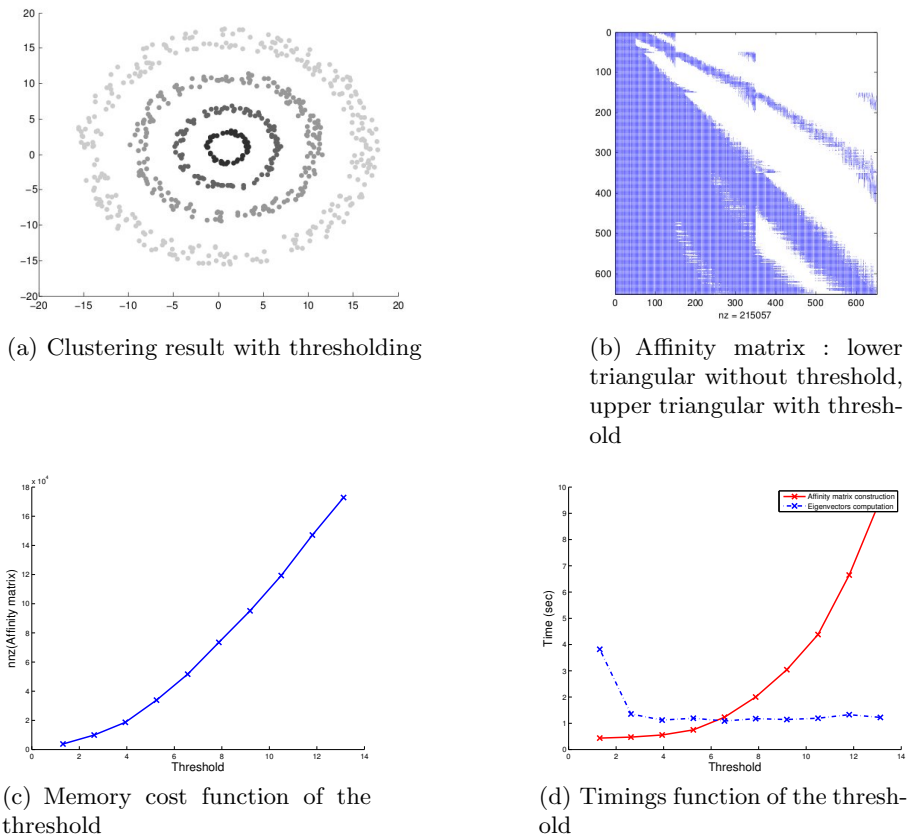 20
15
10
5
0
−5
−10
−15
−20
−20 −15 −10 −5 0 5 10 15 20
(a) Clustering result with thresholding
0
100
200
300
400
500
600
0 100 200 300 400 500 600
nz = 215057
(b) Affinity matrix : lower
triangular without threshold,
upper triangular with thresh-
old
x 10⁴
18
16
14
12
10
8
6
4
2
0
nnz(Affinity matrix)
0 2 4 6 8 10 12 14
Threshold
(c) Memory cost function of the
threshold
10
9
8
7
6
5
4
3
2
1
0
Time (sec)
Affinity matrix construction
Eigenvectors computation
0 2 4 6 8 10 12 14
Threshold
(d) Timings function of the thresh-
old